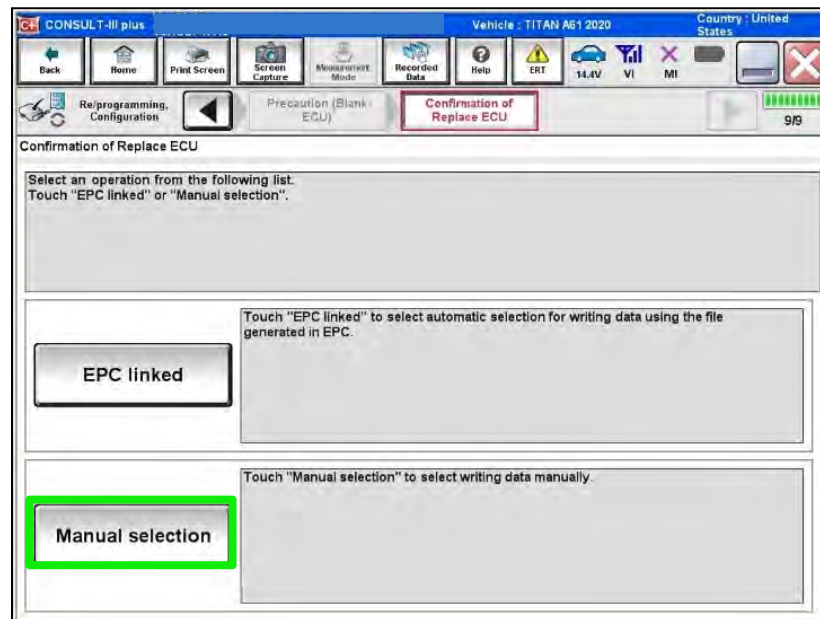 C+ CONSULT-III plus
Vehicle : TITAN A61 2020
Country : United
States
Back
Home
Print Screen
Screen
Capture
Measurement
Mode
Recorded
Data
Help
ERT
14.4V
VI
MI
Re/programming,
Configuration
Precaution (Blank
ECU)
Confirmation of
Replace ECU
9/9
Confirmation of Replace ECU
Select an operation from the following list.
Touch "EPC linked" or "Manual selection".
EPC linked
Touch "EPC linked" to select automatic selection for writing data using the file
generated in EPC.
Manual selection
Touch "Manual selection" to select writing data manually.